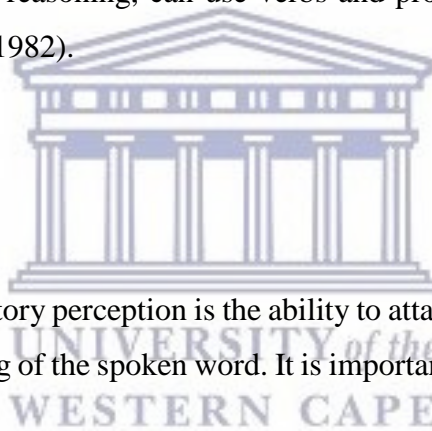 reasoning, can use verbs and pro
1982).
tory perception is the ability to atta
UNIVERSITY of the
g of the spoken word. It is importan
WESTERN CAPE